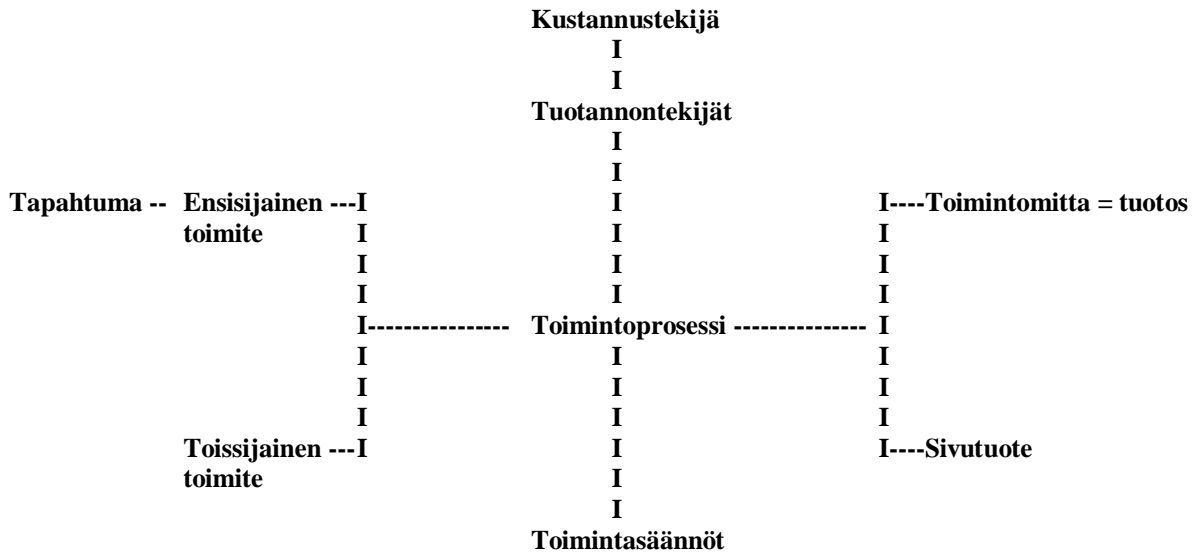 Kustannustekijä
I
I
Tuotannontekijät
I
I
Tapahtuma -- Ensisijainen ---I I I----Toimintomitta = tuotos
toimite I I I
I I I
I I I
I---------------- Toimintoprosessi --------------- I
I I I
I I I
I I I
Toissijainen ---I I I----Sivutuote
toimite I
I
Toimintasäännöt